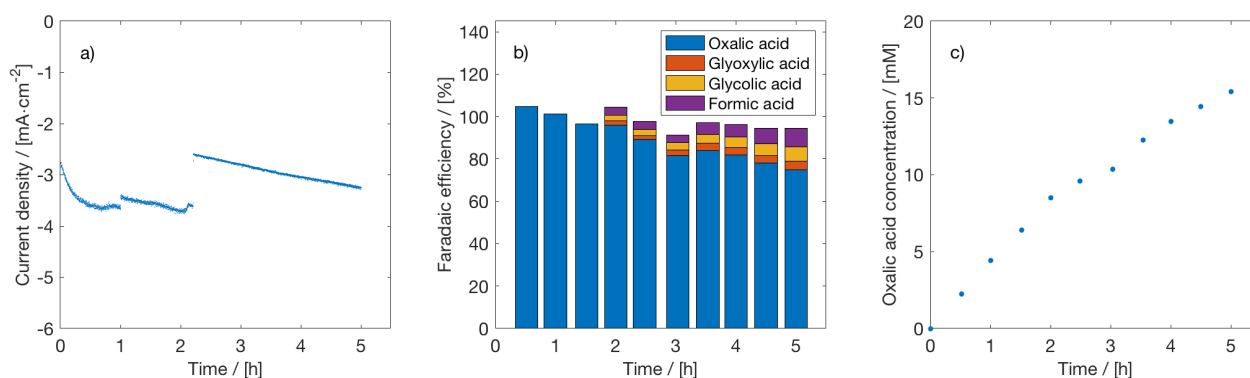 a)
0
-1
-2
-3
-4
-5
-6
Current density / [mA·cm⁻²]
0 1 2 3 4 5
Time / [h]
b)
Oxalic acid
Glyoxylic acid
Glycolic acid
Formic acid
140
120
100
80
60
40
20
0
Faradaic efficiency / [%]
0 1 2 3 4 5
Time / [h]
c)
20
15
10
5
0
Oxalic acid concentration / [mM]
0 1 2 3 4 5
Time / [h]